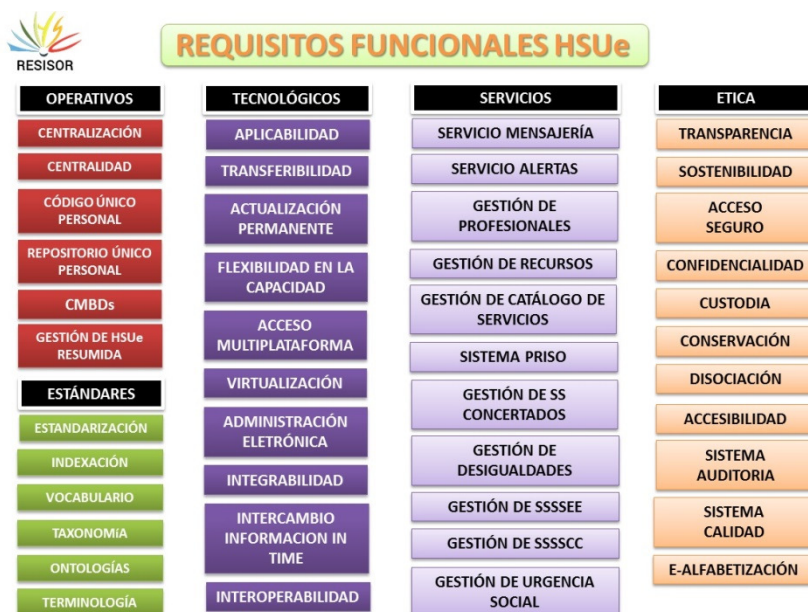 RESISOR
REQUISITOS FUNCIONALES HSUe
OPERATIVOS
CENTRALIZACIÓN
CENTRALIDAD
CÓDIGO ÚNICO
PERSONAL
REPOSITORIO ÚNICO
PERSONAL
CMBDs
GESTIÓN DE HSUe
RESUMIDA
ESTÁNDARES
ESTANDARIZACIÓN
INDEXACIÓN
VOCABULARIO
TAXONOMíA
ONTOLOGÍAS
TERMINOLOGÍA
TECNOLÓGICOS
APLICABILIDAD
TRANSFERIBILIDAD
ACTUALIZACIÓN
PERMANENTE
FLEXIBILIDAD EN LA
CAPACIDAD
ACCESO
MULTIPLATAFORMA
VIRTUALIZACIÓN
ADMINISTRACIÓN
ELETRÓNICA
INTEGRABILIDAD
INTERCAMBIO
INFORMACION IN
TIME
INTEROPERABILIDAD
SERVICIOS
SERVICIO MENSAJERÍA
SERVICIO ALERTAS
GESTIÓN DE
PROFESIONALES
GESTIÓN DE RECURSOS
GESTIÓN DE CATÁLOGO DE
SERVICIOS
SISTEMA PRISO
GESTIÓN DE SS
CONCERTADOS
GESTIÓN DE
DESIGUALDADES
GESTIÓN DE SSSSEE
GESTIÓN DE SSSSCC
GESTIÓN DE URGENCIA
SOCIAL
ETICA
TRANSPARENCIA
SOSTENIBILIDAD
ACCESO
SEGURO
CONFIDENCIALIDAD
CUSTODIA
CONSERVACIÓN
DISOCIACIÓN
ACCESIBILIDAD
SISTEMA
AUDITORIA
SISTEMA
CALIDAD
E-ALFABETIZACIÓN